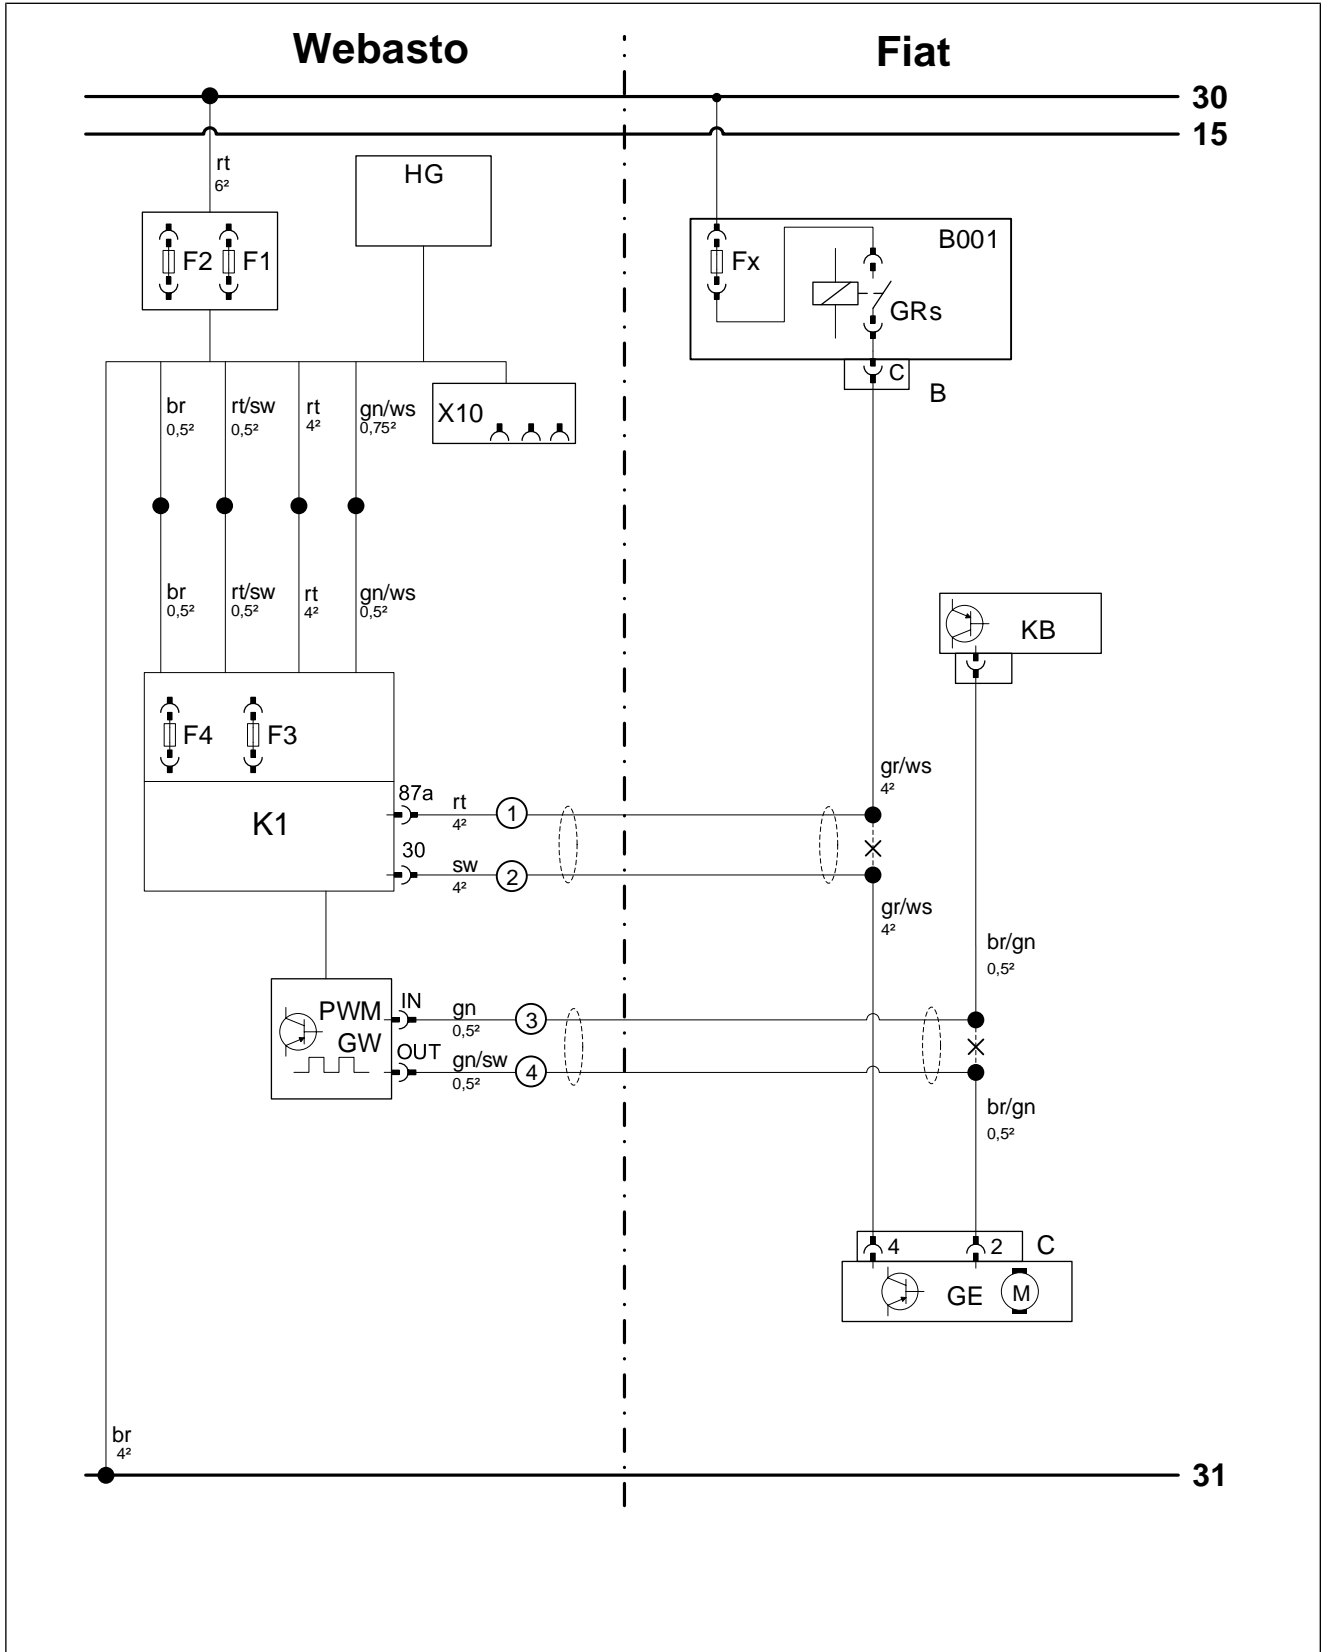 Webasto
Fiat
30
15
rt
6²
HG
F2
F1
Fx
B001
GRs
C
B
X10
br
0,5²
rt/sw
0,5²
rt
4²
gn/ws
0,75²
br
0,5²
rt/sw
0,5²
rt
4²
gn/ws
0,5²
KB
F4
F3
K1
87a
rt
4²
1
30
sw
4²
2
gr/ws
4²
gr/ws
4²
br/gn
0,5²
PWM
GW
IN
gn
0,5²
3
OUT
gn/sw
0,5²
4
br/gn
0,5²
4
2
C
GE
M
br
4²
31